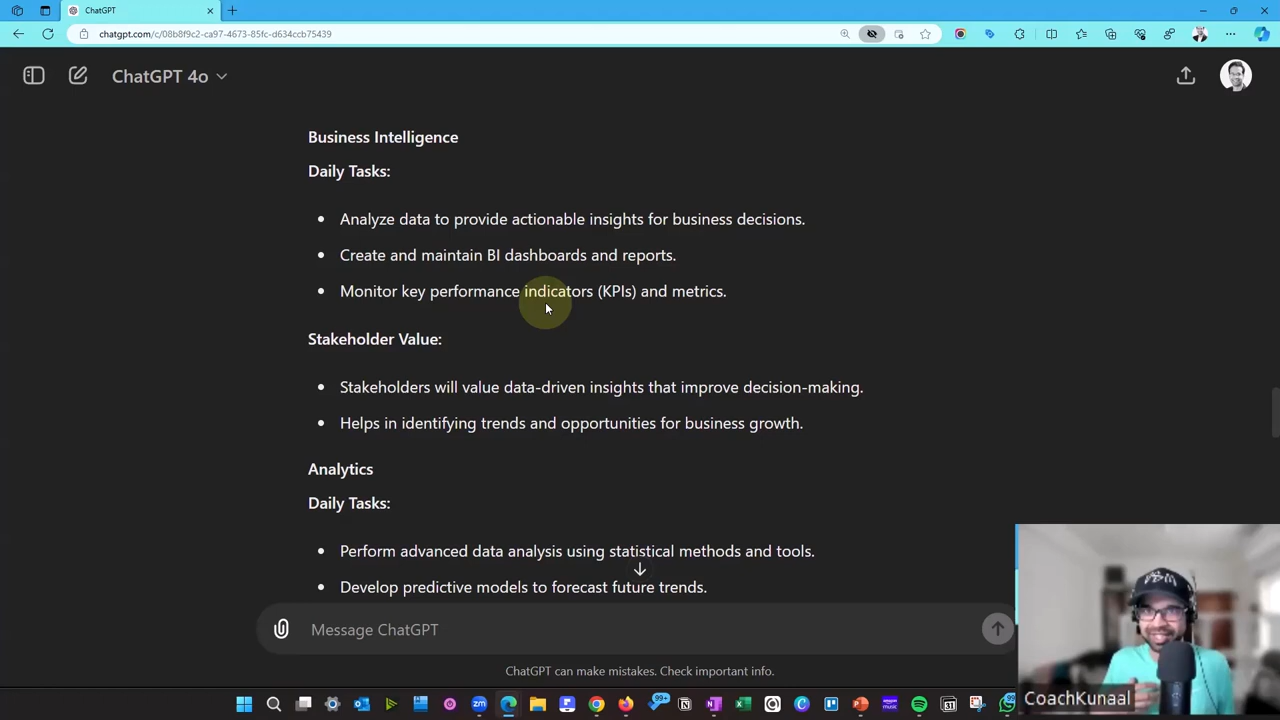 ChatGPT
chatgpt.com/c/08b8f9c2-ca97-4673-85fc-d634ccb75439
ChatGPT 4o
Business Intelligence
Daily Tasks:
• Analyze data to provide actionable insights for business decisions.
• Create and maintain BI dashboards and reports.
• Monitor key performance indicators (KPIs) and metrics.
Stakeholder Value:
• Stakeholders will value data-driven insights that improve decision-making.
• Helps in identifying trends and opportunities for business growth.
Analytics
Daily Tasks:
• Perform advanced data analysis using statistical methods and tools.
• Develop predictive models to forecast future trends.
Message ChatGPT
ChatGPT can make mistakes. Check important info.
CoachKunaal
99+